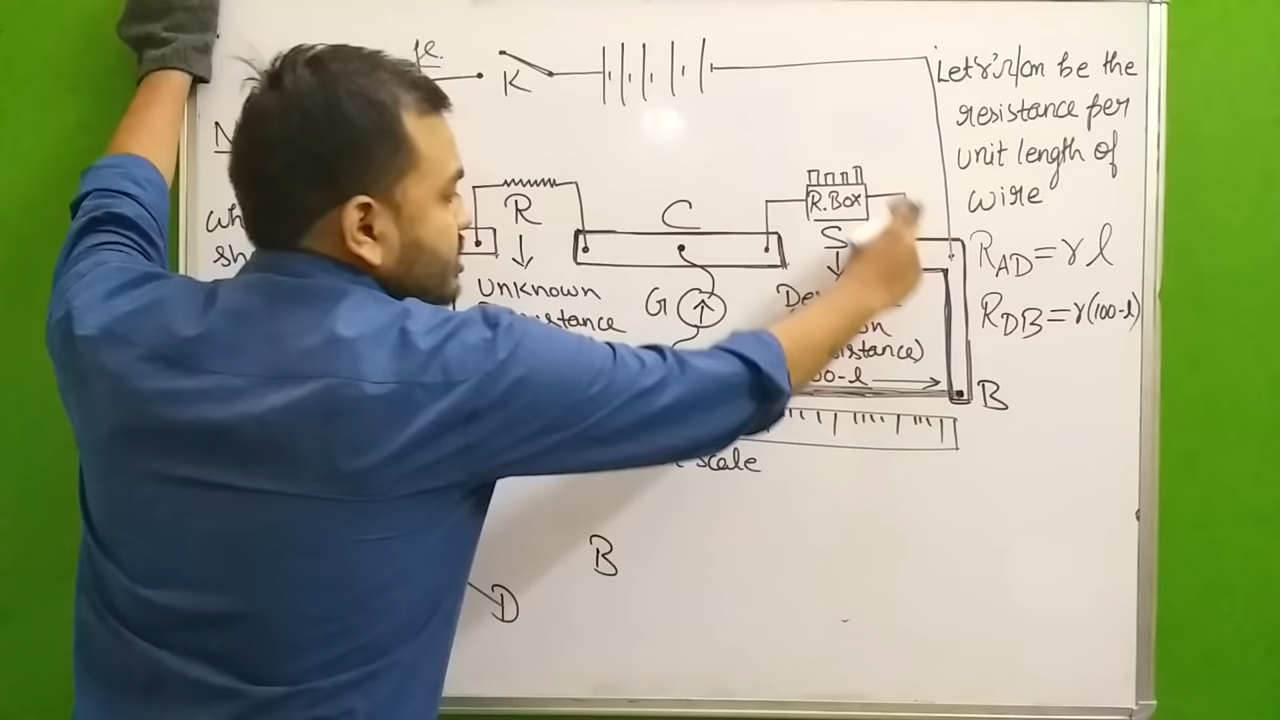 K
Let 'r' Ω/cm be the
resistance per
unit length of
wire
R
C
R.Box
S
G
Unknown
R_AD = r l
R_DB = r(100-l)
B
scale
B
D